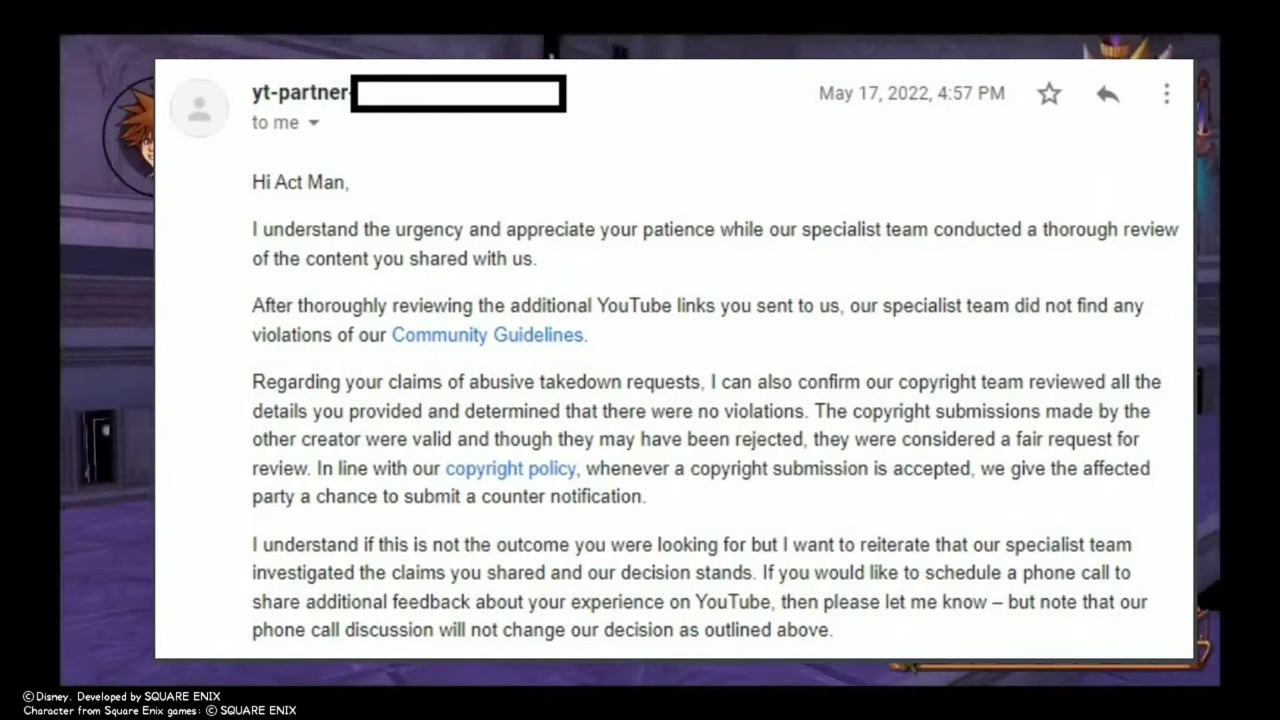 yt-partner-
May 17, 2022, 4:57 PM
to me
Hi Act Man,
I understand the urgency and appreciate your patience while our specialist team conducted a thorough review
of the content you shared with us.
After thoroughly reviewing the additional YouTube links you sent to us, our specialist team did not find any
violations of our Community Guidelines.
Regarding your claims of abusive takedown requests, I can also confirm our copyright team reviewed all the
details you provided and determined that there were no violations. The copyright submissions made by the
other creator were valid and though they may have been rejected, they were considered a fair request for
review. In line with our copyright policy, whenever a copyright submission is accepted, we give the affected
party a chance to submit a counter notification.
I understand if this is not the outcome you were looking for but I want to reiterate that our specialist team
investigated the claims you shared and our decision stands. If you would like to schedule a phone call to
share additional feedback about your experience on YouTube, then please let me know – but note that our
phone call discussion will not change our decision as outlined above.
©Disney. Developed by SQUARE ENIX
Character from Square Enix games: © SQUARE ENIX